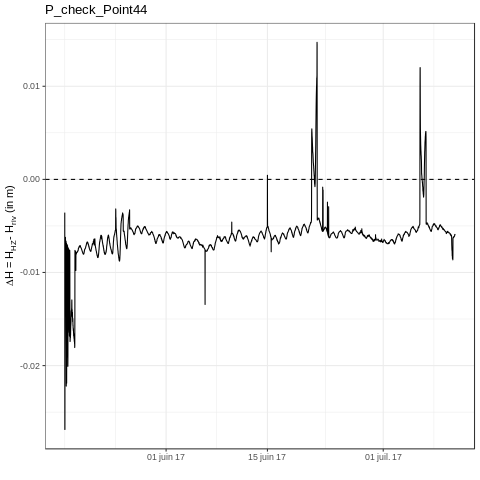 P_check_Point44
ΔH = H_HZ- H_riv (in m)
0.01
0.00
-0.01
-0.02
01 juin 17 15 juin 17 01 juil. 17